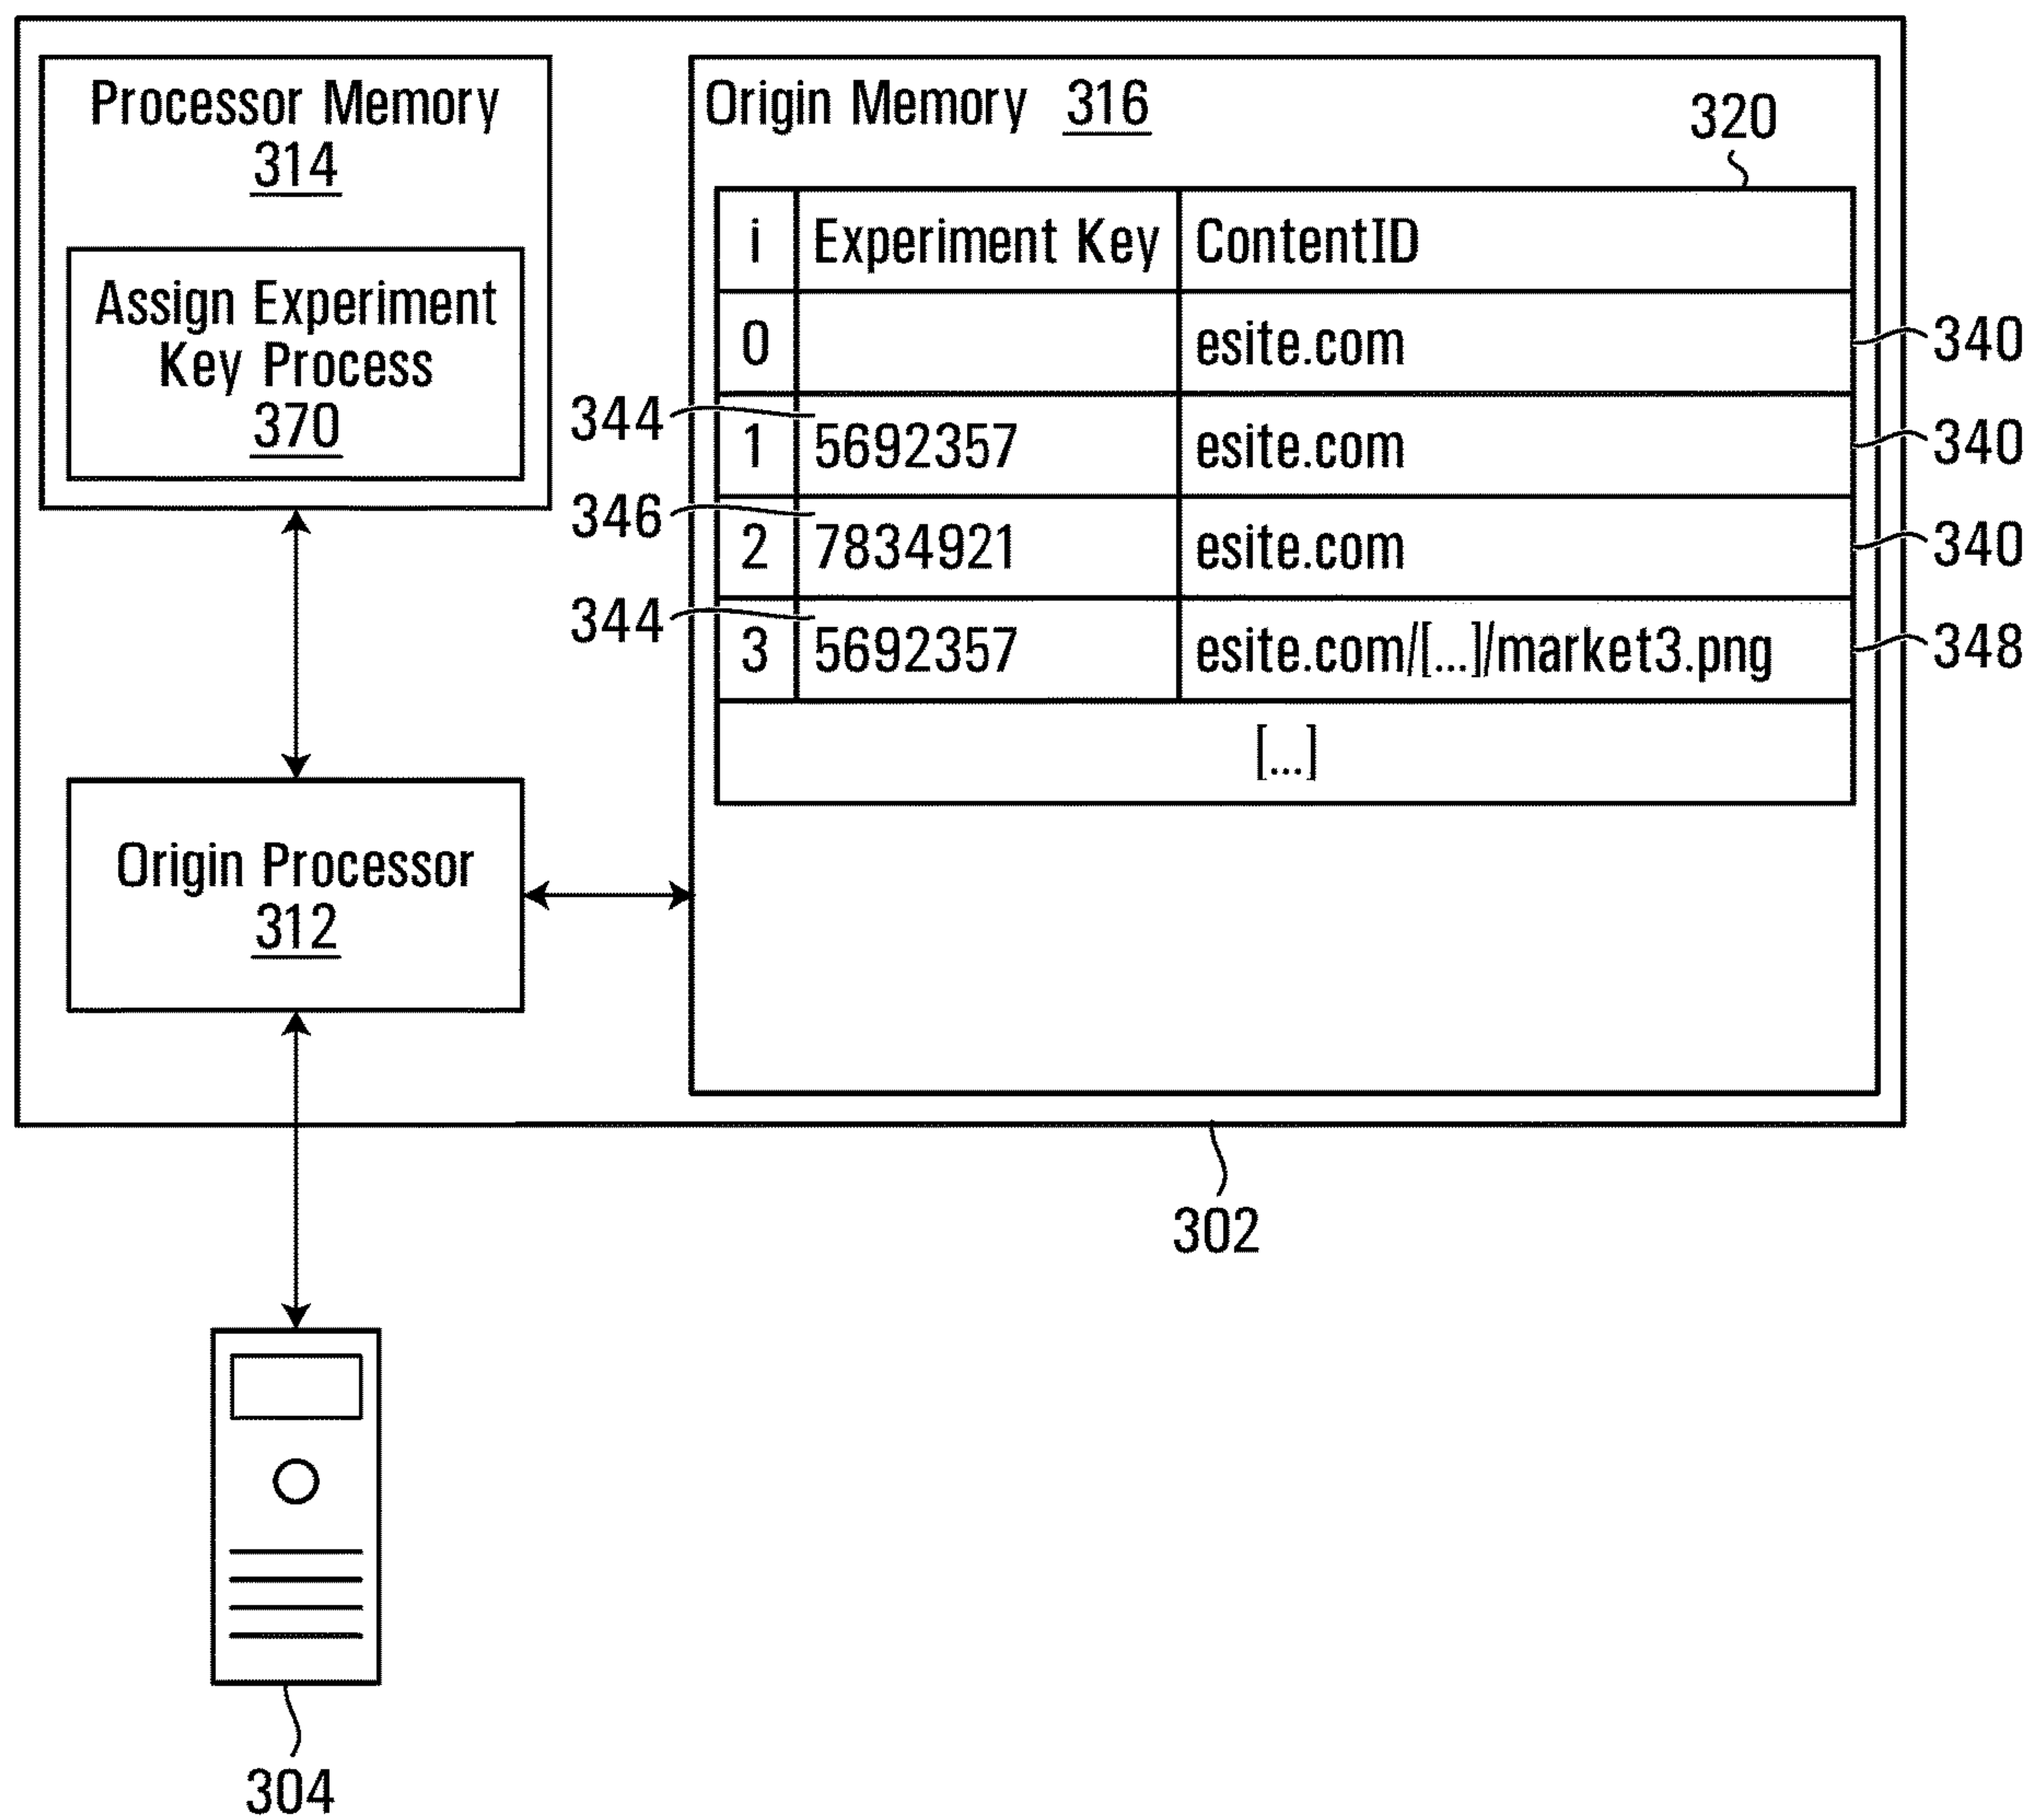 Processor Memory
314
Assign Experiment
Key Process
370
Origin Processor
312
Origin Memory 316
320
i Experiment Key ContentID
0 esite.com 340
344 1 5692357 esite.com 340
346 2 7834921 esite.com 340
344 3 5692357 esite.com/[...]/market3.png 348
[...]
302
304